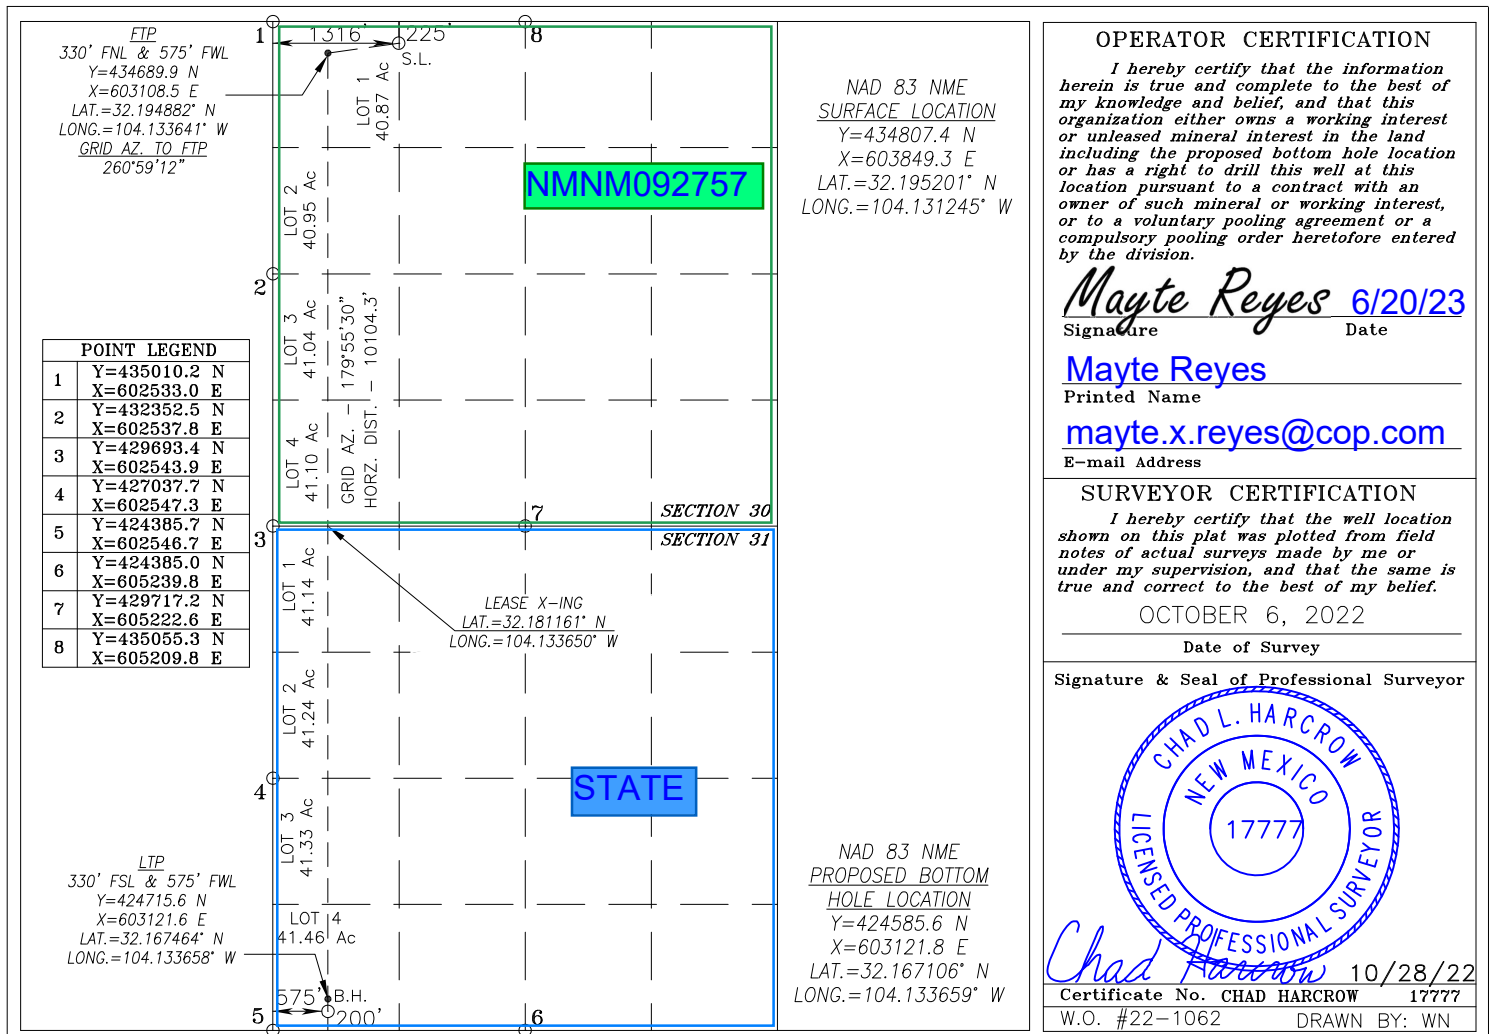 FTP
330' FNL & 575' FWL
Y=434689.9 N
X=603108.5 E
LAT.=32.194882° N
LONG.=104.133641° W
GRID AZ. TO FTP
260°59'12"
1
1316'
225'
S.L.
8
LOT 1
40.87 Ac
LOT 2
40.95 Ac
NMNM092757
2
LOT 3
41.04 Ac
LOT 4
41.10 Ac
GRID AZ. – 179°55'30"
HORZ. DIST. – 10104.3'
7
SECTION 30
3
SECTION 31
LOT 1
41.14 Ac
LEASE X-ING
LAT.=32.181161° N
LONG.=104.133650° W
LOT 2
41.24 Ac
STATE
4
LOT 3
41.33 Ac
LOT 4
41.46 Ac
575'
B.H.
200'
5
6
POINT LEGEND
1 Y=435010.2 N
X=602533.0 E
2 Y=432352.5 N
X=602537.8 E
3 Y=429693.4 N
X=602543.9 E
4 Y=427037.7 N
X=602547.3 E
5 Y=424385.7 N
X=602546.7 E
6 Y=424385.0 N
X=605239.8 E
7 Y=429717.2 N
X=605222.6 E
8 Y=435055.3 N
X=605209.8 E
LTP
330' FSL & 575' FWL
Y=424715.6 N
X=603121.6 E
LAT.=32.167464° N
LONG.=104.133658° W
NAD 83 NME
SURFACE LOCATION
Y=434807.4 N
X=603849.3 E
LAT.=32.195201° N
LONG.=104.131245° W
NAD 83 NME
PROPOSED BOTTOM
HOLE LOCATION
Y=424585.6 N
X=603121.8 E
LAT.=32.167106° N
LONG.=104.133659° W
OPERATOR CERTIFICATION
I hereby certify that the information
herein is true and complete to the best of
my knowledge and belief, and that this
organization either owns a working interest
or unleased mineral interest in the land
including the proposed bottom hole location
or has a right to drill this well at this
location pursuant to a contract with an
owner of such mineral or working interest,
or to a voluntary pooling agreement or a
compulsory pooling order heretofore entered
by the division.
Mayte Reyes 6/20/23
Signature Date
Mayte Reyes
Printed Name
mayte.x.reyes@cop.com
E-mail Address
SURVEYOR CERTIFICATION
I hereby certify that the well location
shown on this plat was plotted from field
notes of actual surveys made by me or
under my supervision, and that the same is
true and correct to the best of my belief.
OCTOBER 6, 2022
Date of Survey
Signature & Seal of Professional Surveyor
CHAD L. HARCROW
NEW MEXICO
17777
LICENSED PROFESSIONAL SURVEYOR
Chad Harcrow 10/28/22
Certificate No. CHAD HARCROW 17777
W.O. #22-1062 DRAWN BY: WN